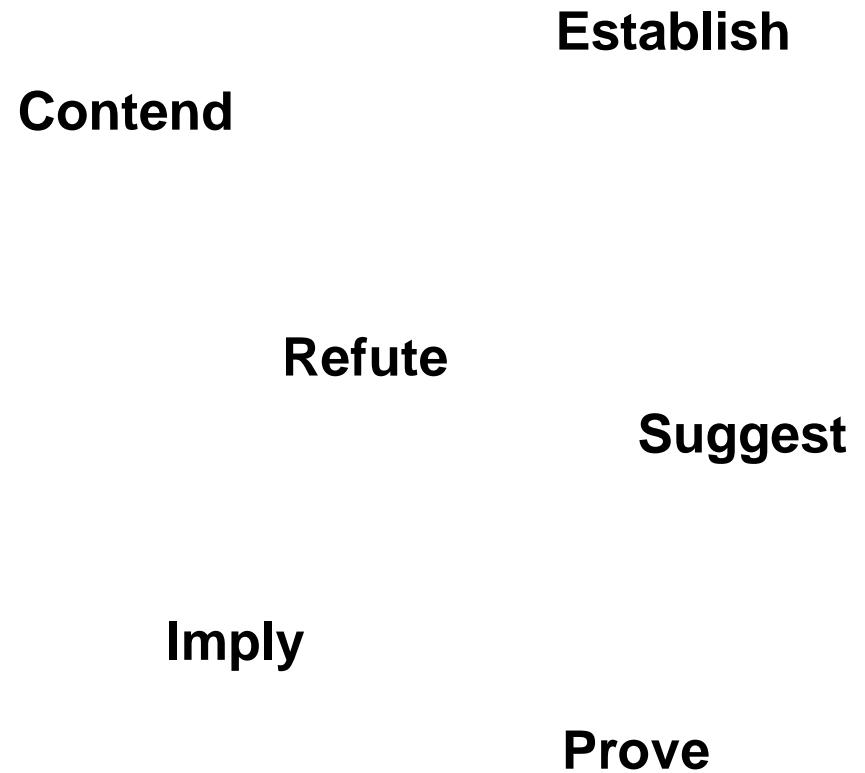 Establish
Contend
Refute
Suggest
Imply
Prove